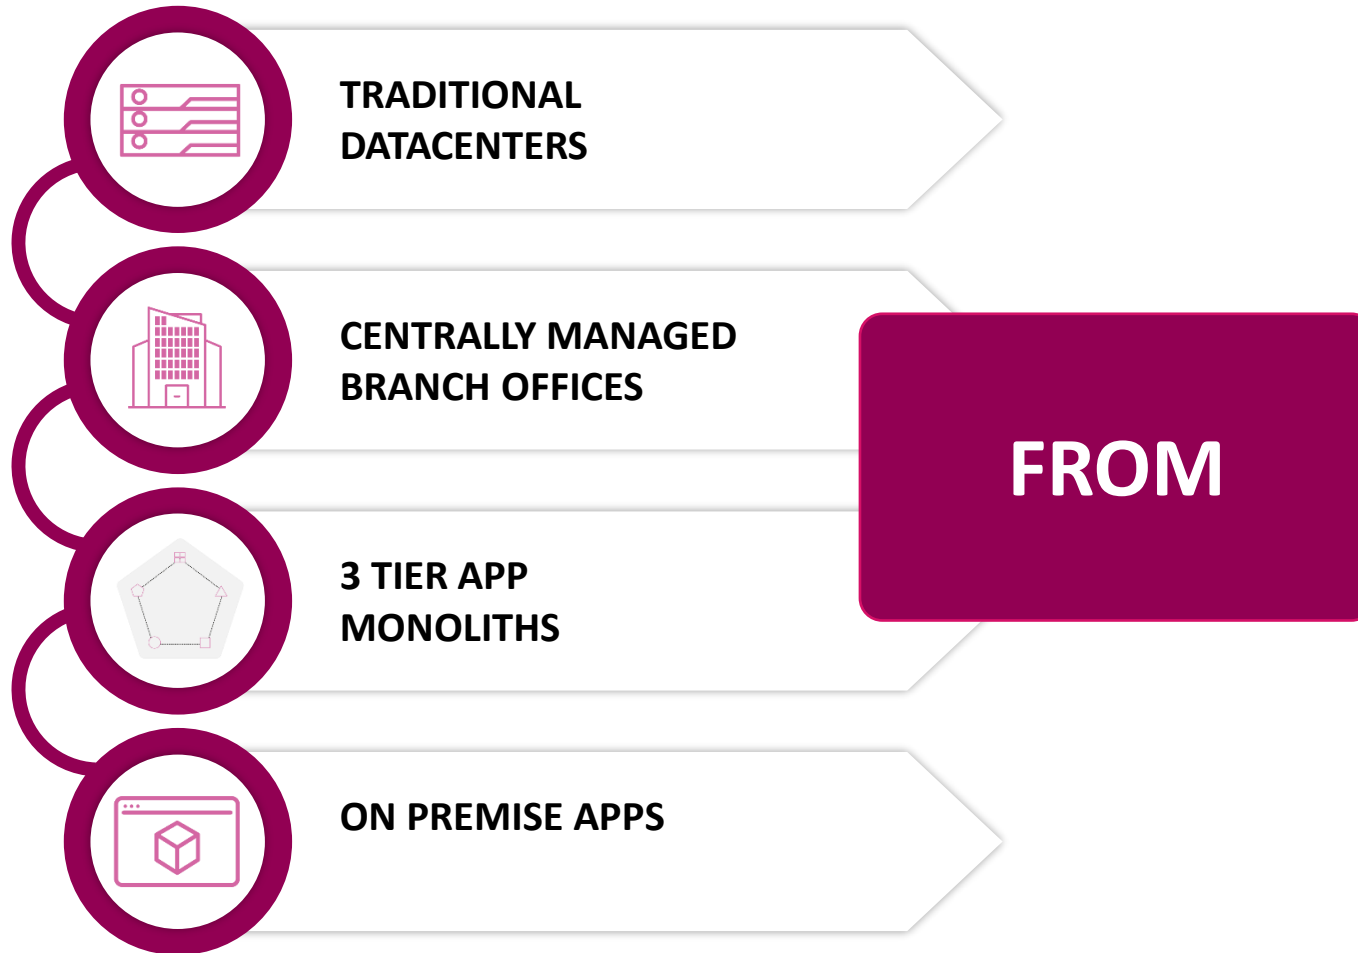 TRADITIONAL
DATACENTERS
CENTRALLY MANAGED
BRANCH OFFICES
FROM
3 TIER APP
MONOLITHS
ON PREMISE APPS